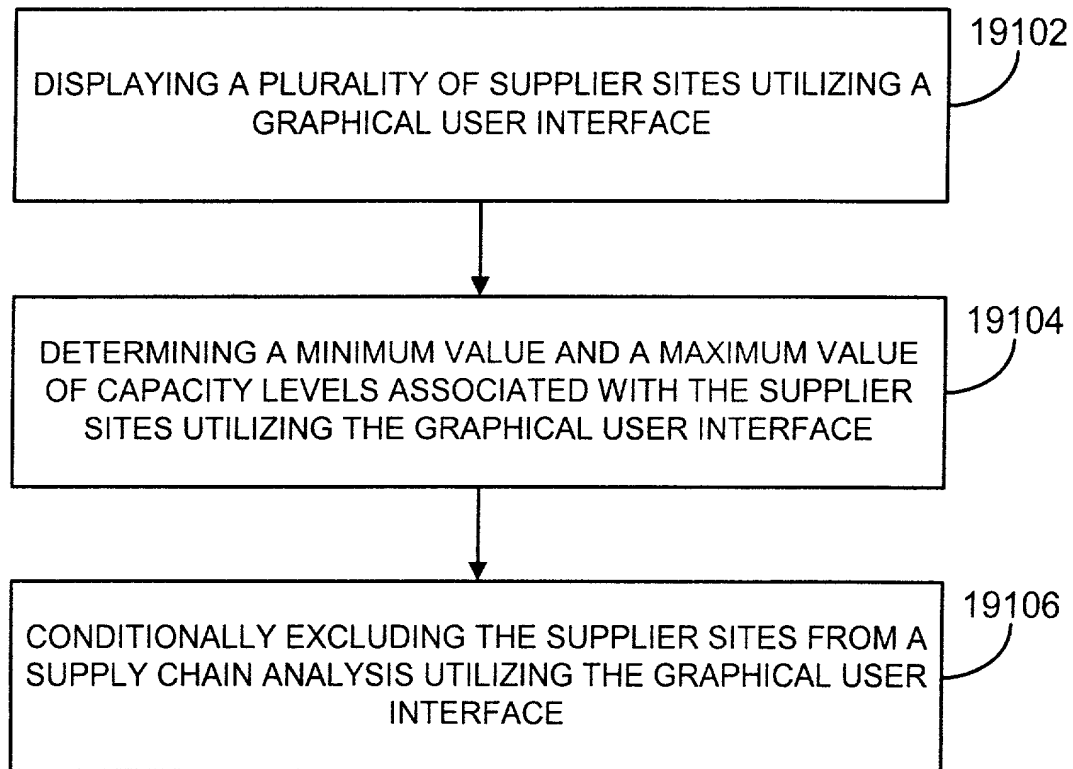 19102
DISPLAYING A PLURALITY OF SUPPLIER SITES UTILIZING A
GRAPHICAL USER INTERFACE
19104
DETERMINING A MINIMUM VALUE AND A MAXIMUM VALUE
OF CAPACITY LEVELS ASSOCIATED WITH THE SUPPLIER
SITES UTILIZING THE GRAPHICAL USER INTERFACE
19106
CONDITIONALLY EXCLUDING THE SUPPLIER SITES FROM A
SUPPLY CHAIN ANALYSIS UTILIZING THE GRAPHICAL USER
INTERFACE